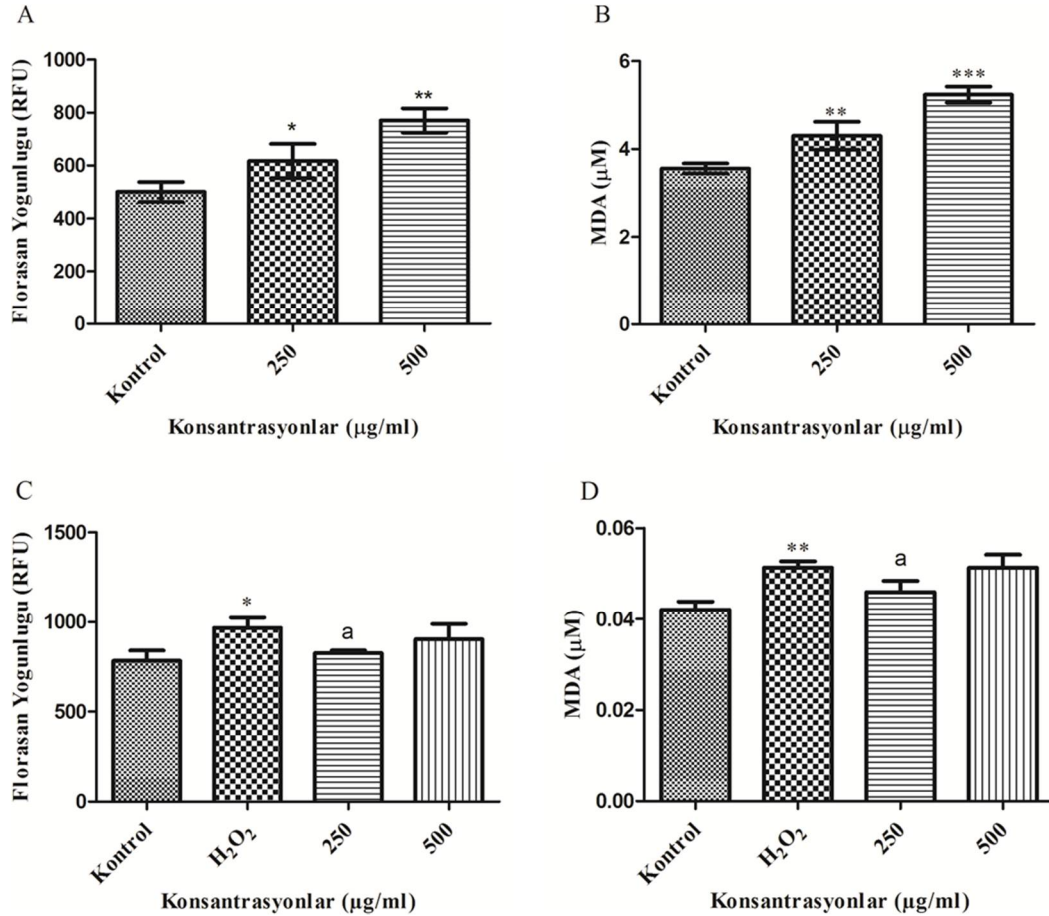 A
Florasan Yogunlugu (RFU)
1000
800
600
400
200
0
*
**
Kontrol
250
500
Konsantrasyonlar (µg/ml)
B
MDA (µM)
6
4
2
0
**
***
Kontrol
250
500
Konsantrasyonlar (µg/ml)
C
Florasan Yogunlugu (RFU)
1500
1000
500
0
*
a
Kontrol
H₂O₂
250
500
Konsantrasyonlar (µg/ml)
D
MDA (µM)
0.06
0.04
0.02
0.00
**
a
Kontrol
H₂O₂
250
500
Konsantrasyonlar (µg/ml)